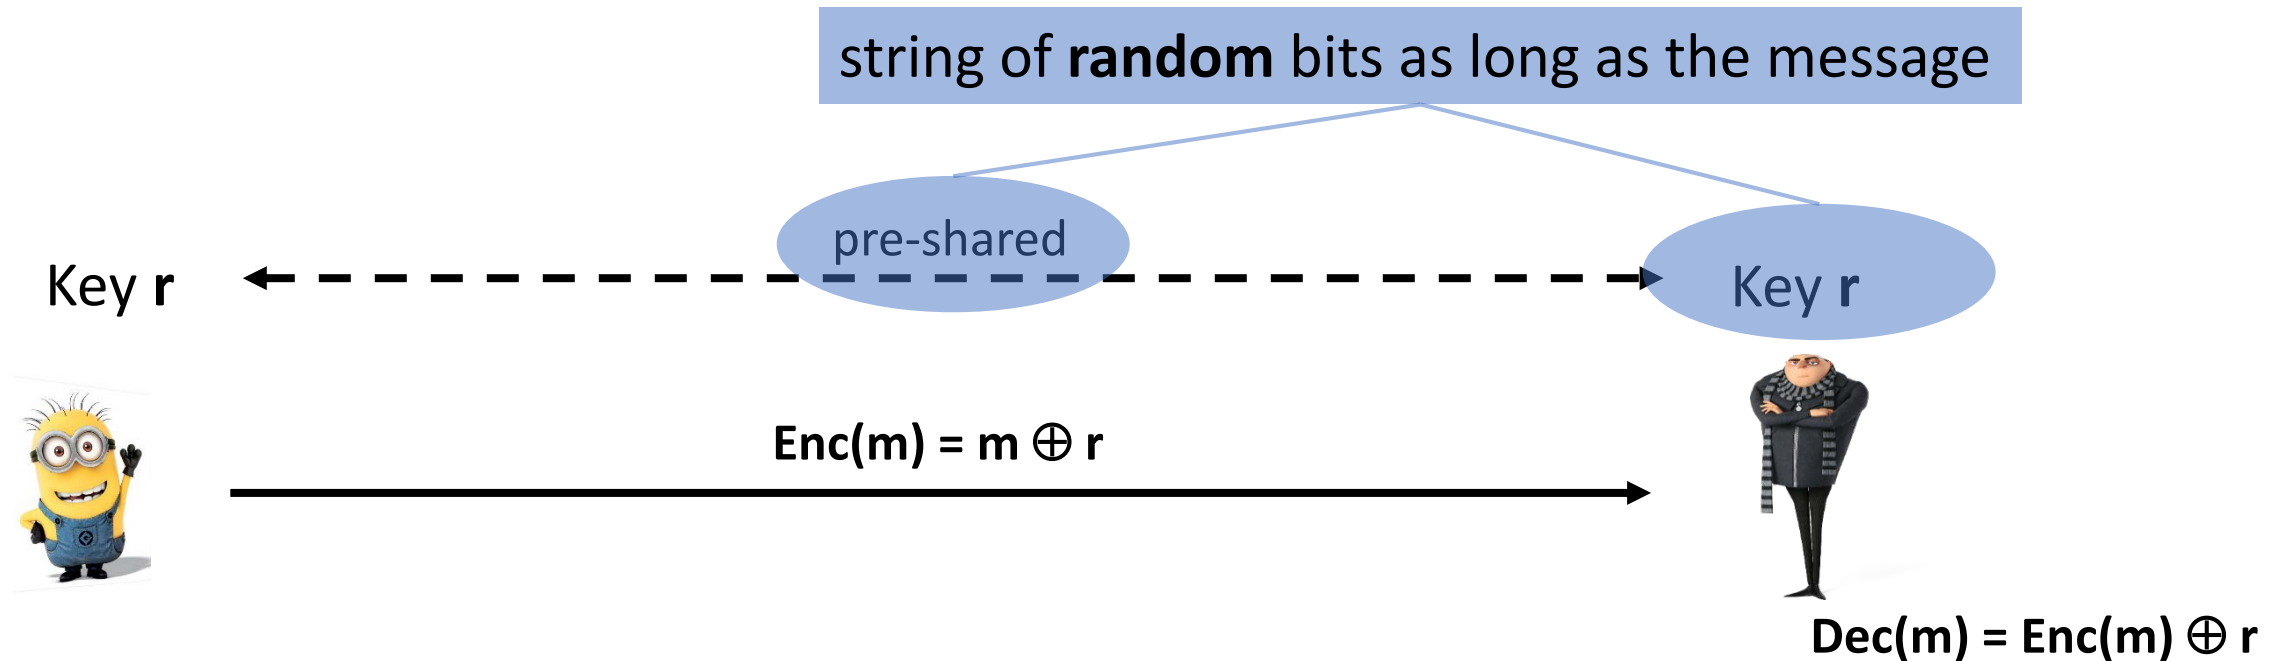 string of random bits as long as the message
pre-shared
Key r
Key r
Enc(m) = m ⊕ r
Dec(m) = Enc(m) ⊕ r